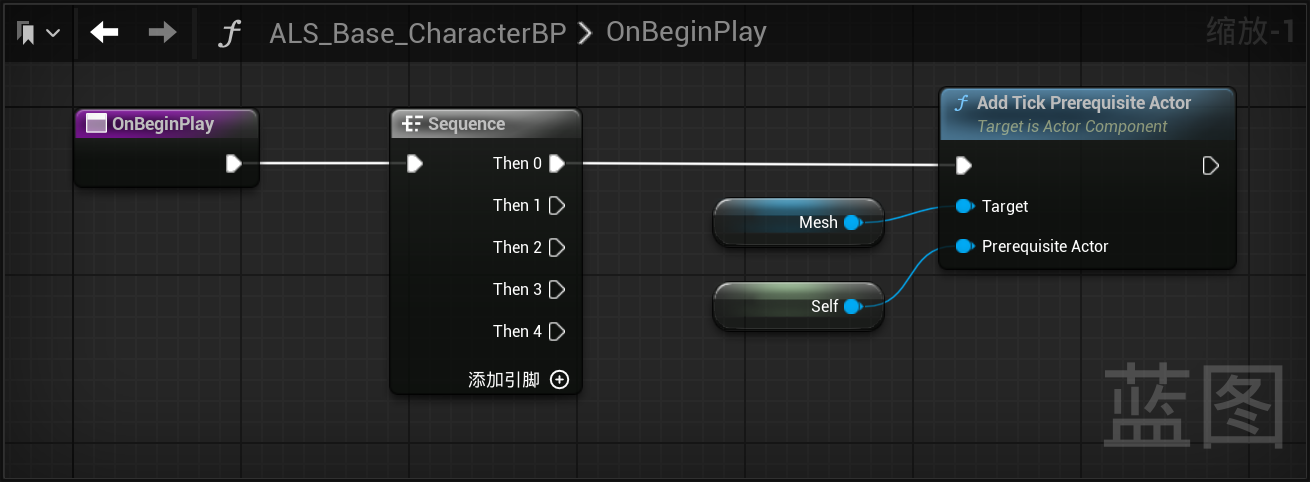 ALS_Base_CharacterBP > OnBeginPlay
缩放-1
OnBeginPlay
Sequence
Then 0
Then 1
Then 2
Then 3
Then 4
添加引脚
Mesh
Self
Add Tick Prerequisite Actor
Target is Actor Component
Target
Prerequisite Actor
蓝图